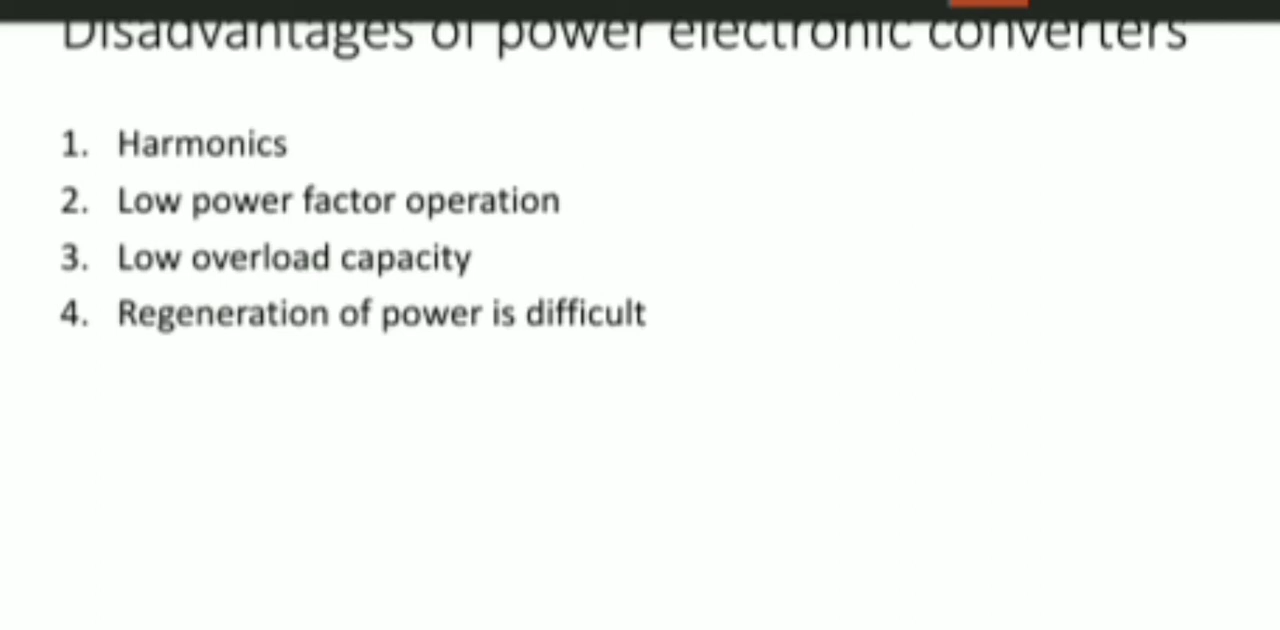 Disadvantages of power electronic converters
1. Harmonics
2. Low power factor operation
3. Low overload capacity
4. Regeneration of power is difficult